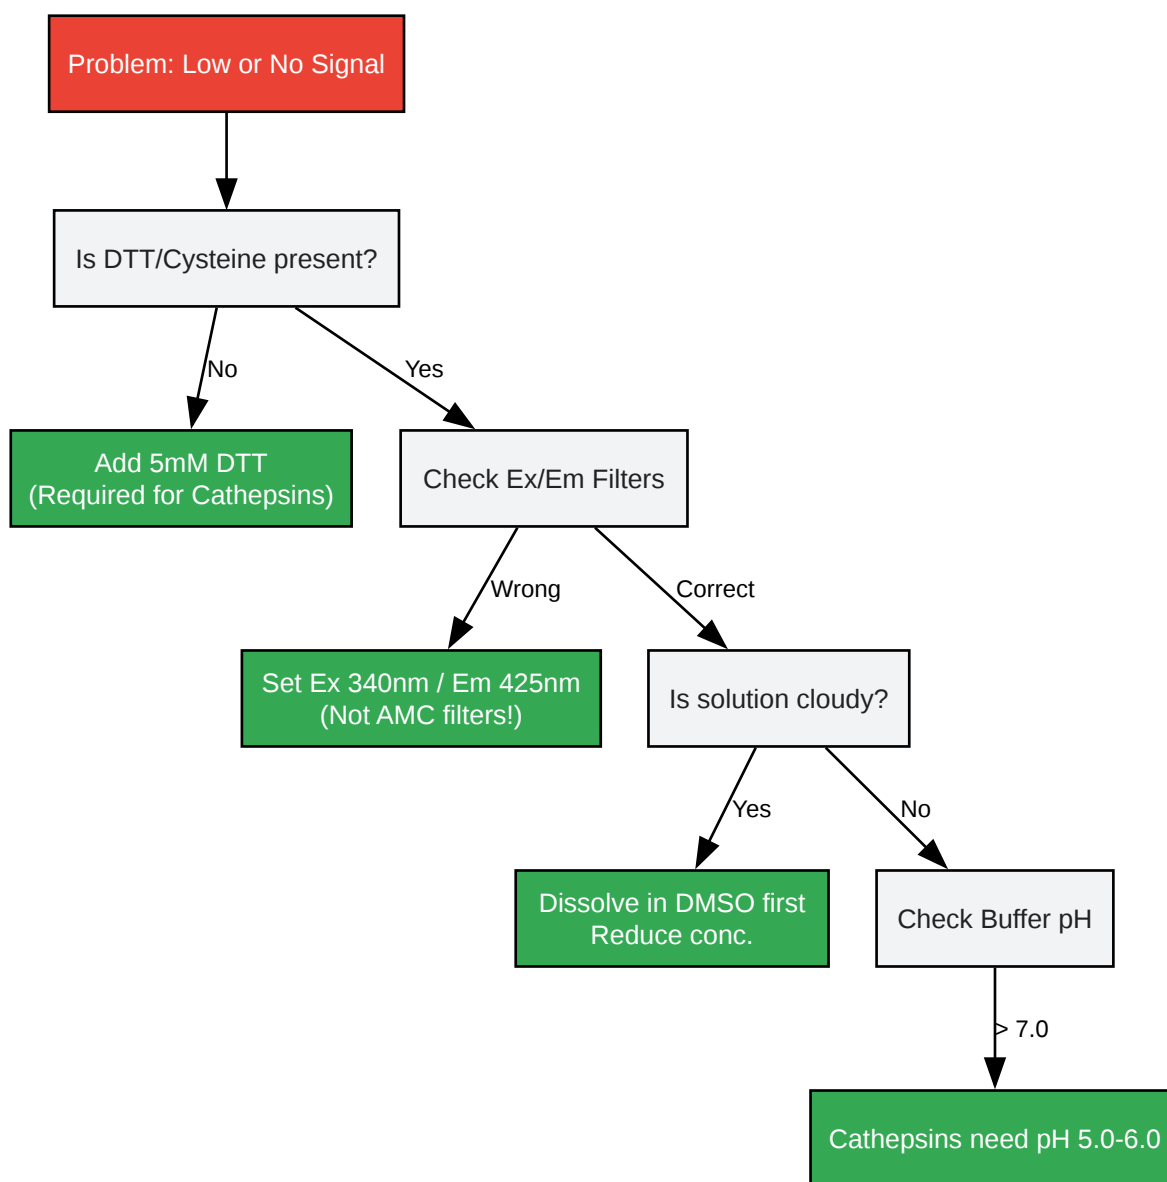 Problem: Low or No Signal
Is DTT/Cysteine present?
No
Yes
Add 5mM DTT
(Required for Cathepsins)
Check Ex/Em Filters
Wrong
Correct
Set Ex 340nm / Em 425nm
(Not AMC filters!)
Is solution cloudy?
Yes
No
Dissolve in DMSO first
Reduce conc.
Check Buffer pH
> 7.0
Cathepsins need pH 5.0-6.0